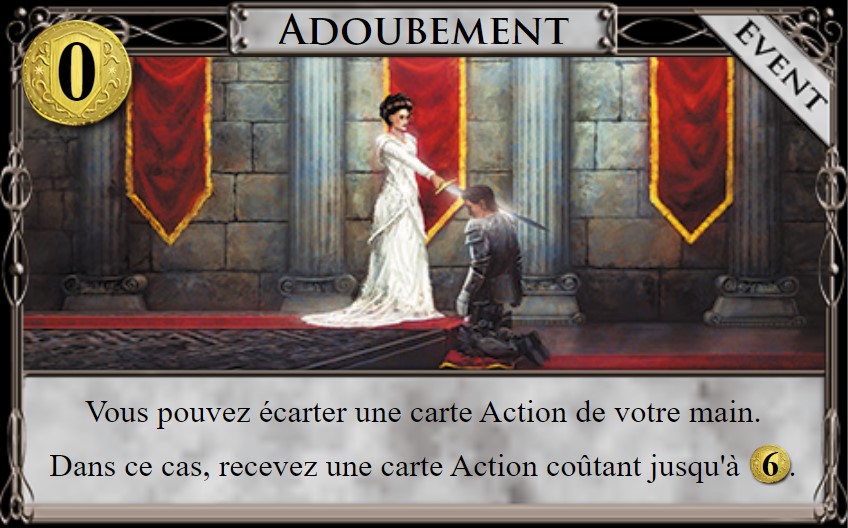 ADOUBEMENT
0
EVENT
Vous pouvez écarter une carte Action de votre main.
Dans ce cas, recevez une carte Action coûtant jusqu'à 6.